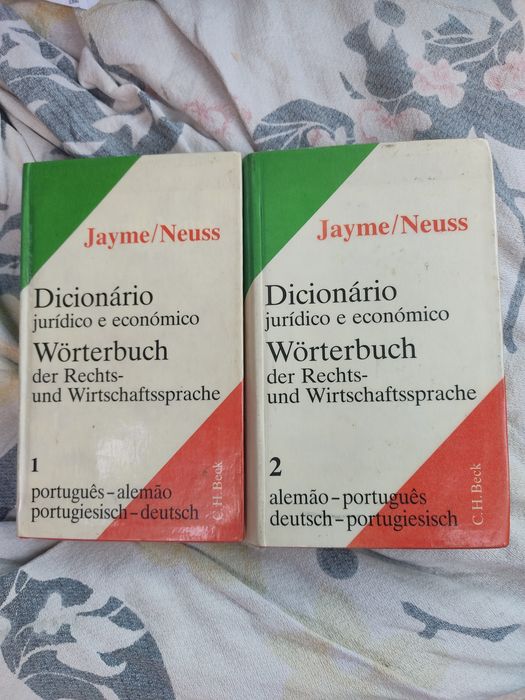 Jayme/Neuss
Dicionário
jurídico e económico
Wörterbuch
der Rechts-
und Wirtschaftssprache
1
português–alemão
portugiesisch–deutsch
C.H.Beck
Jayme/Neuss
Dicionário
jurídico e económico
Wörterbuch
der Rechts-
und Wirtschaftssprache
2
alemão–português
deutsch–portugiesisch
C.H.Beck